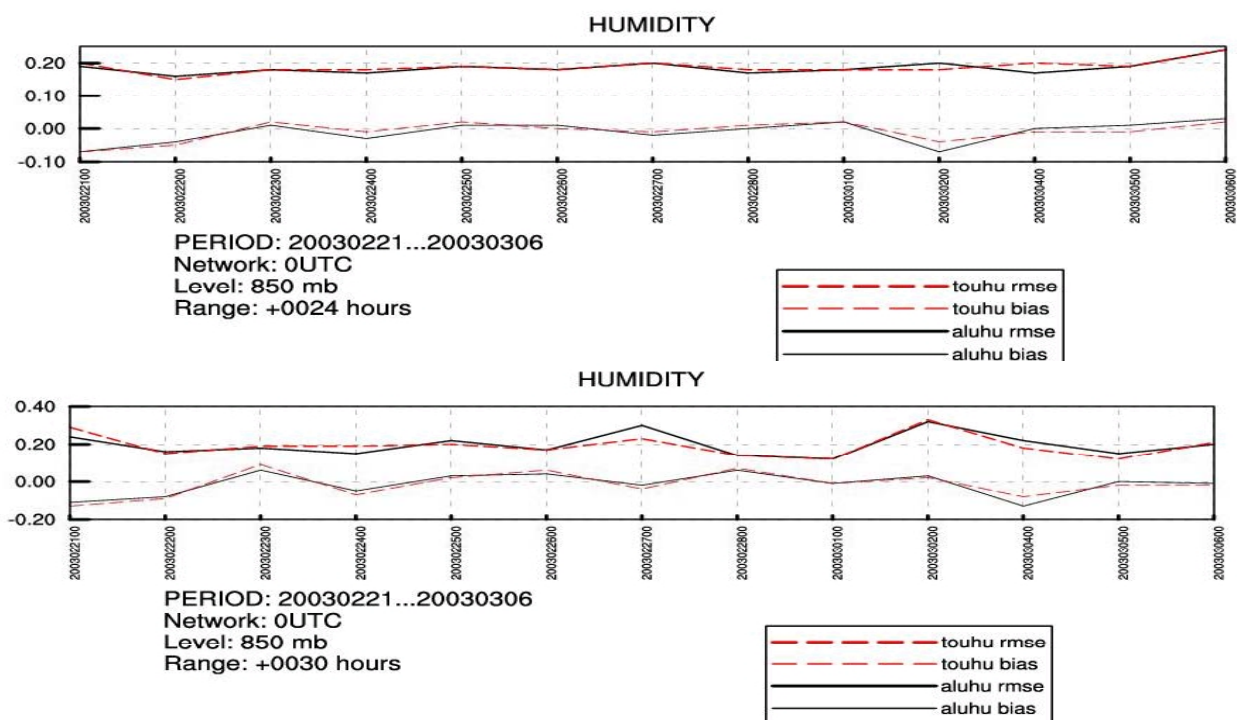 HUMIDITY
0.20
0.10
0.00
-0.10
2003022100
2003022200
2003022300
2003022400
2003022500
2003022600
2003022700
2003022800
2003030100
2003030200
2003030400
2003030500
2003030600
PERIOD: 20030221...20030306
Network: 0UTC
Level: 850 mb
Range: +0024 hours
touhu rmse
touhu bias
aluhu rmse
aluhu bias
HUMIDITY
0.40
0.20
0.00
-0.20
2003022100
2003022200
2003022300
2003022400
2003022500
2003022600
2003022700
2003022800
2003030100
2003030200
2003030400
2003030500
2003030600
PERIOD: 20030221...20030306
Network: 0UTC
Level: 850 mb
Range: +0030 hours
touhu rmse
touhu bias
aluhu rmse
aluhu bias